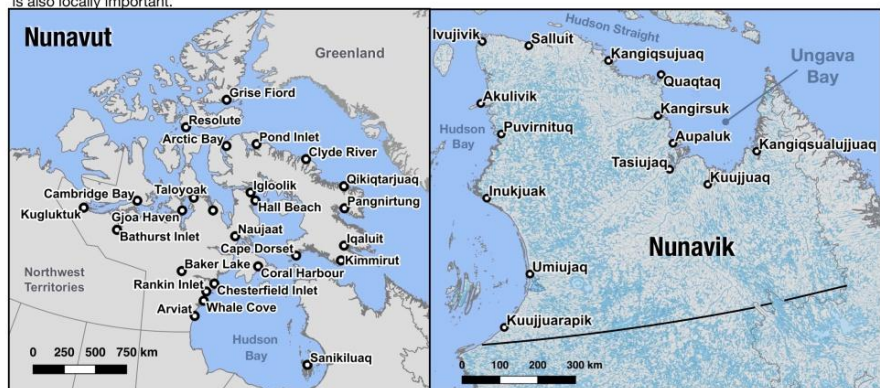 is also locally important.
Nunavut
Greenland
Grise Fiord
Resolute
Arctic Bay
Pond Inlet
Clyde River
Taloyoak
Igloolik
Qikiqtarjuaq
Cambridge Bay
Hall Beach
Pangnirtung
Kugluktuk
Gjoa Haven
Bathurst Inlet
Naujaat
Iqaluit
Cape Dorset
Kimmirut
Northwest
Territories
Baker Lake
Coral Harbour
Rankin Inlet
Chesterfield Inlet
Whale Cove
Arviat
Hudson
Bay
Sanikiluaq
0 250 500 750 km
Hudson Straight
Ivujivik
Salluit
Kangiqsujuaq
Ungava
Bay
Quaqtaq
Akulivik
Kangirsuk
Hudson
Bay
Puvirnituq
Aupaluk
Kangiqsualujjuaq
Tasiujaq
Kuujjuaq
Inukjuak
Nunavik
Umiujaq
Kuujjuarapik
0 100 200 300 km